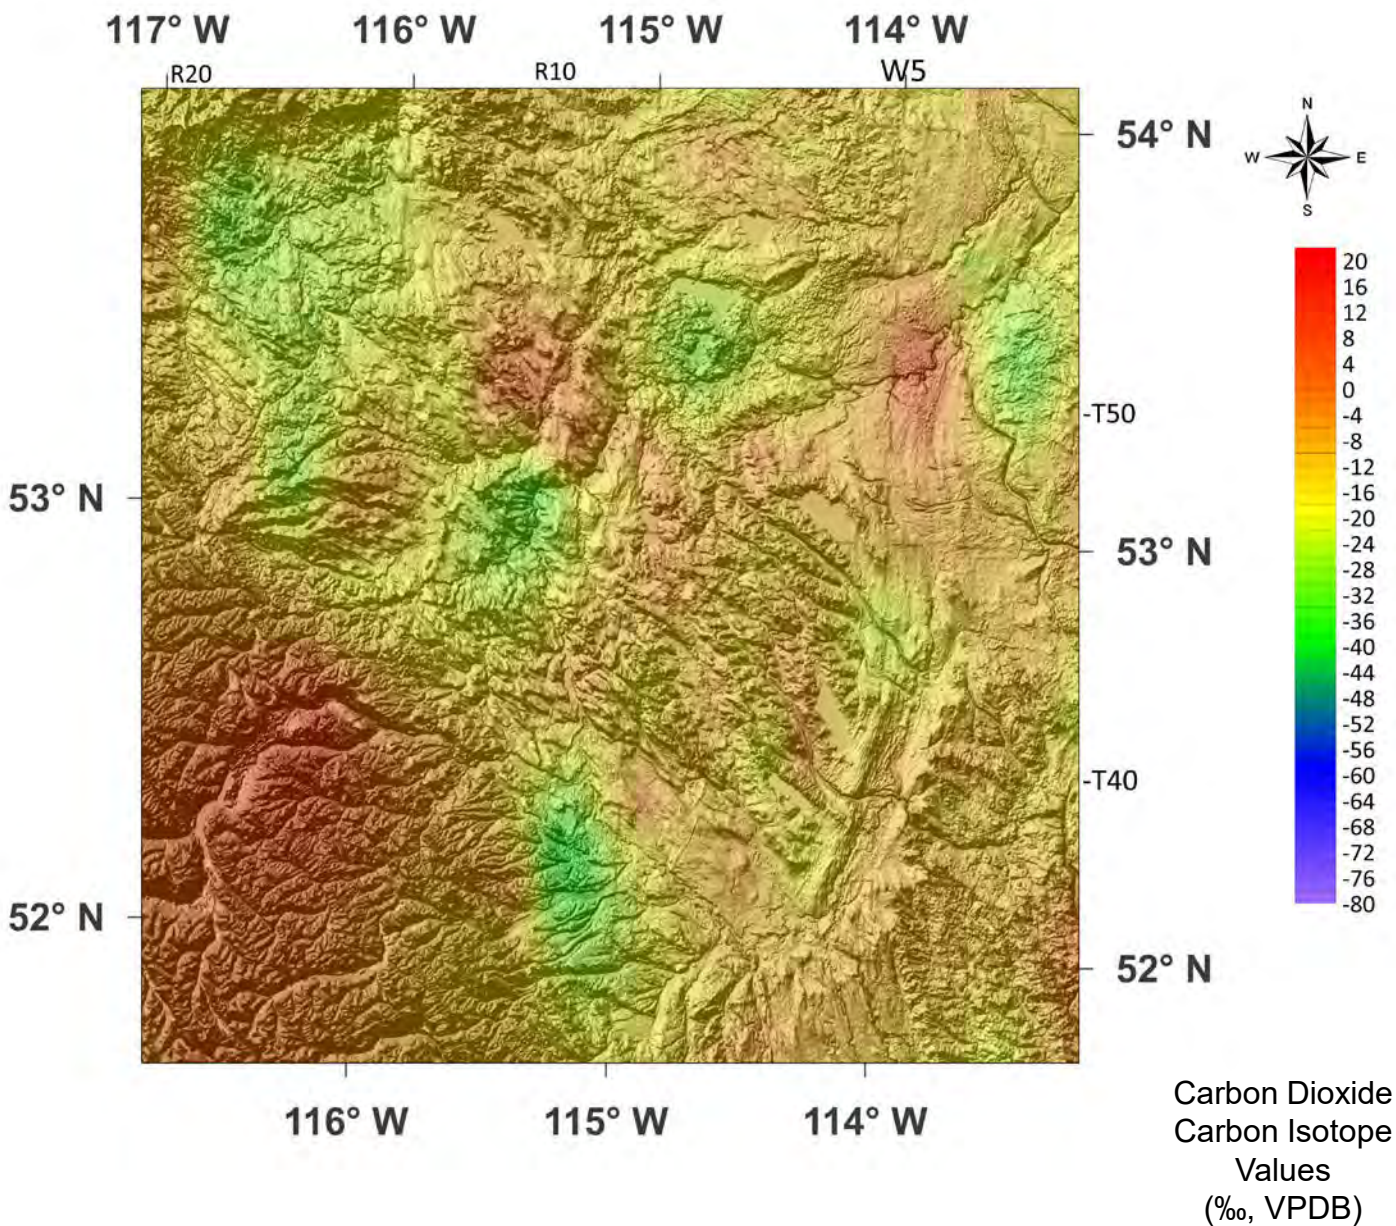 117° W 116° W 115° W 114° W
R20 R10 W5
N
54° N
W E
S
20
16
12
8
4
0
-4
-8
-12
-16
-20
-24
-28
-32
-36
-40
-44
-48
-52
-56
-60
-64
-68
-72
-76
-80
-T50
53° N
53° N
-T40
52° N
52° N
116° W 115° W 114° W
Carbon Dioxide
Carbon Isotope
Values
(‰, VPDB)